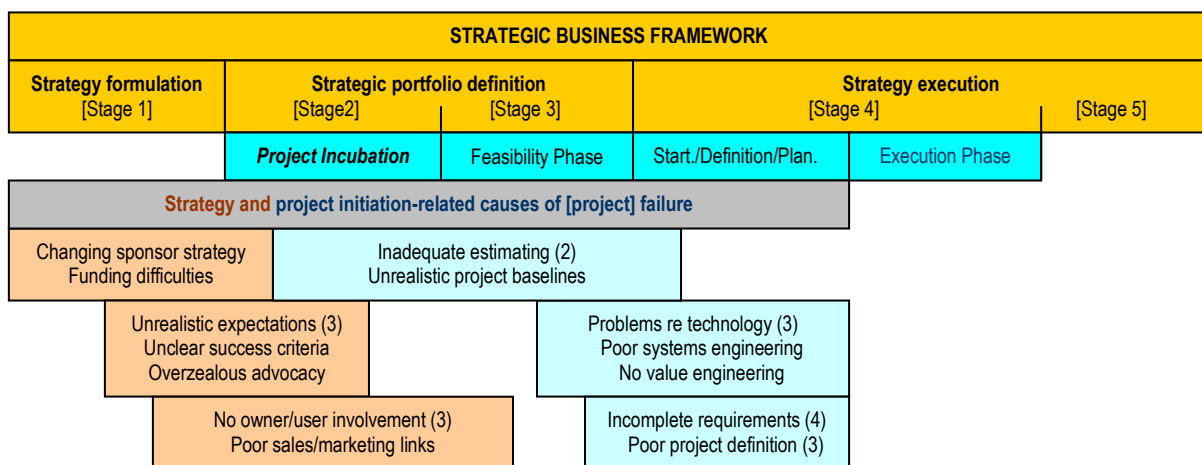 STRATEGIC BUSINESS FRAMEWORK
Strategy formulation
[Stage 1]
Strategic portfolio definition
[Stage2] [Stage 3]
Strategy execution
[Stage 4] [Stage 5]
Project Incubation
Feasibility Phase
Start./Definition/Plan.
Execution Phase
Strategy and project initiation-related causes of [project] failure
Changing sponsor strategy
Funding difficulties
Inadequate estimating (2)
Unrealistic project baselines
Unrealistic expectations (3)
Unclear success criteria
Overzealous advocacy
Problems re technology (3)
Poor systems engineering
No value engineering
No owner/user involvement (3)
Poor sales/marketing links
Incomplete requirements (4)
Poor project definition (3)